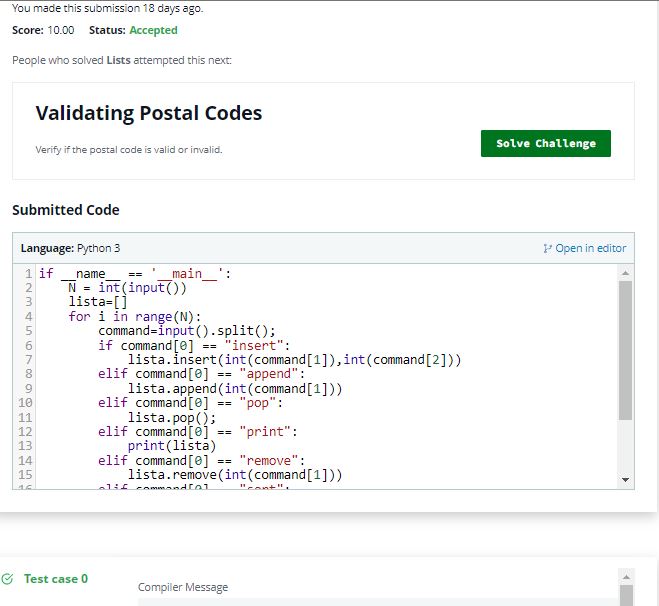 You made this submission 18 days ago.
Score: 10.00 Status: Accepted
People who solved Lists attempted this next:
Validating Postal Codes
Verify if the postal code is valid or invalid.
Solve Challenge
Submitted Code
Language: Python 3
Open in editor
1 if __name__ == '__main__':
2 N = int(input())
3 lista=[]
4 for i in range(N):
5 command=input().split();
6 if command[0] == "insert":
7 lista.insert(int(command[1]),int(command[2]))
8 elif command[0] == "append":
9 lista.append(int(command[1]))
10 elif command[0] == "pop":
11 lista.pop();
12 elif command[0] == "print":
13 print(lista)
14 elif command[0] == "remove":
15 lista.remove(int(command[1]))
16 elif command[0] == "sort":
Test case 0
Compiler Message